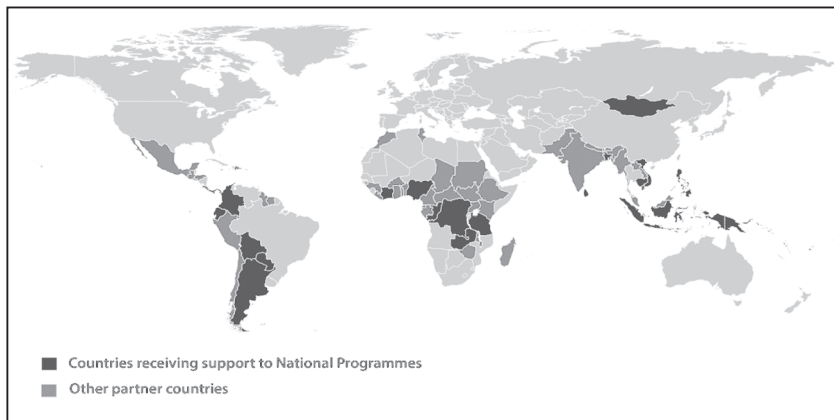 Countries receiving support to National Programmes
Other partner countries